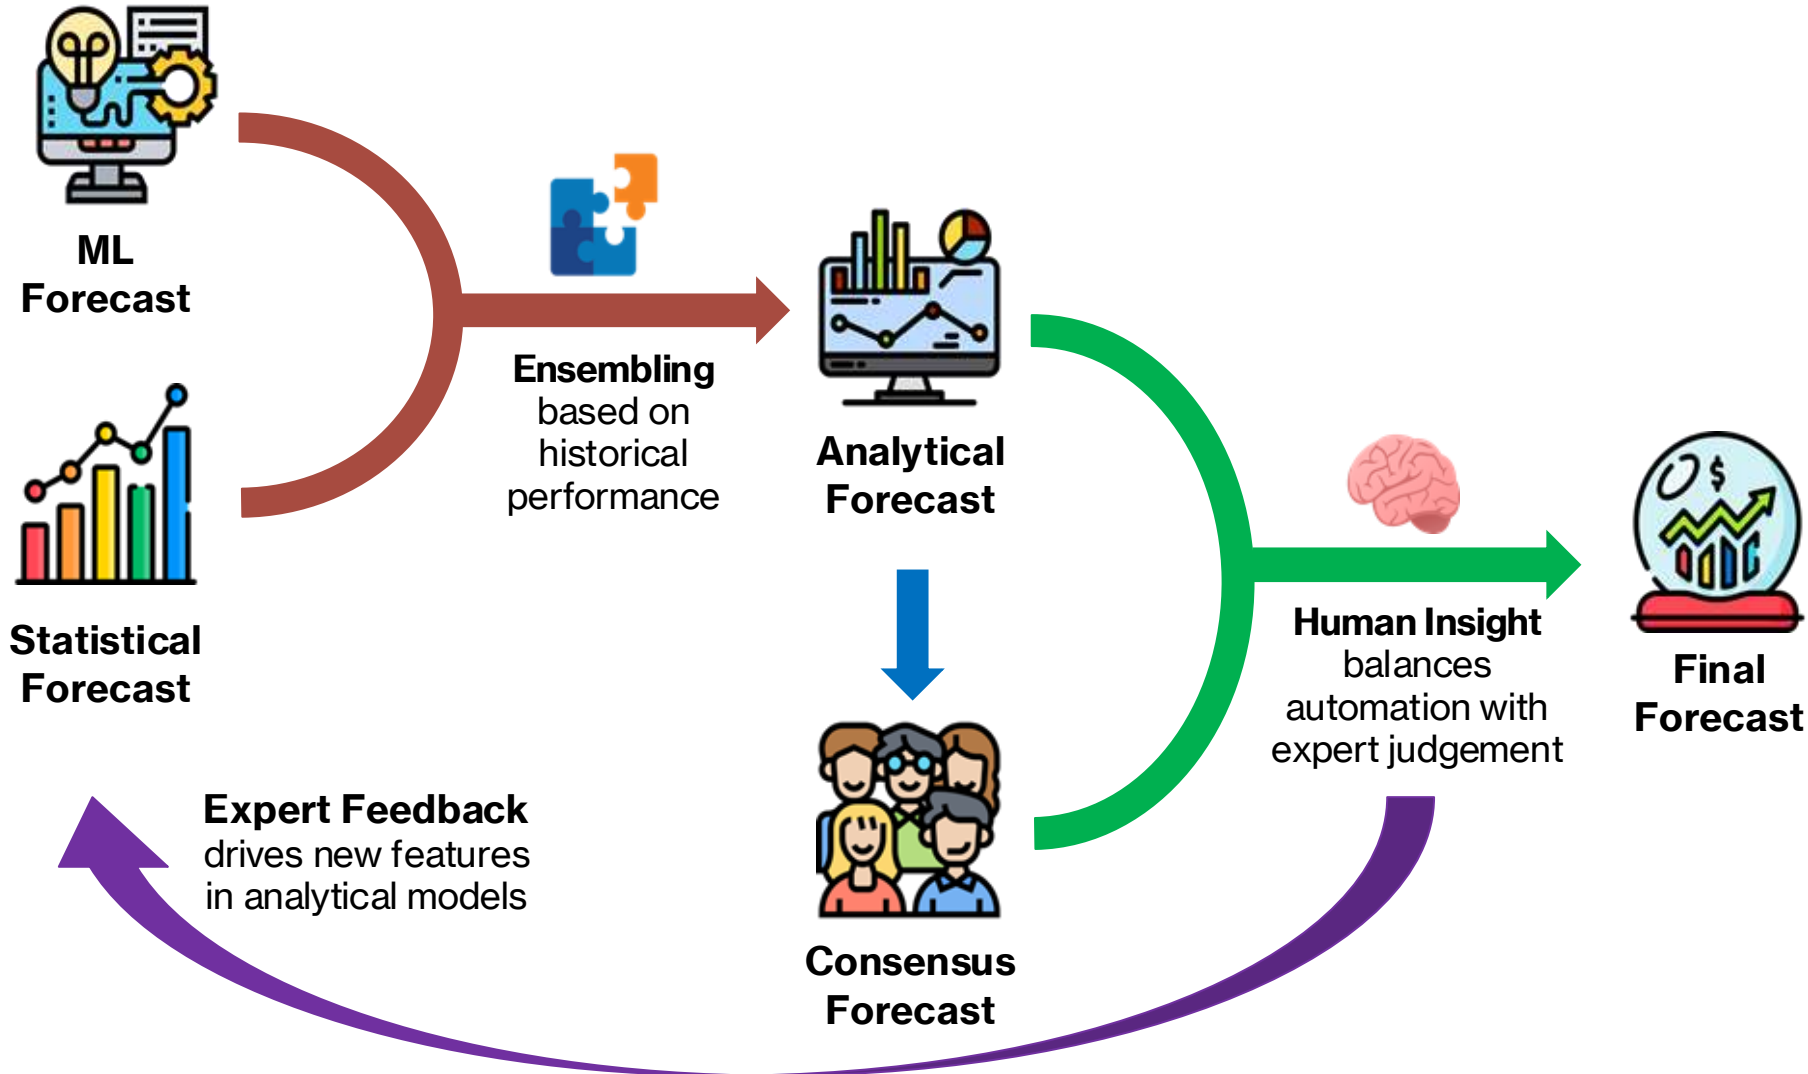 ML
Forecast
Statistical
Forecast
Ensembling
based on
historical
performance
Analytical
Forecast
Consensus
Forecast
Human Insight
balances
automation with
expert judgement
$
Final
Forecast
Expert Feedback
drives new features
in analytical models